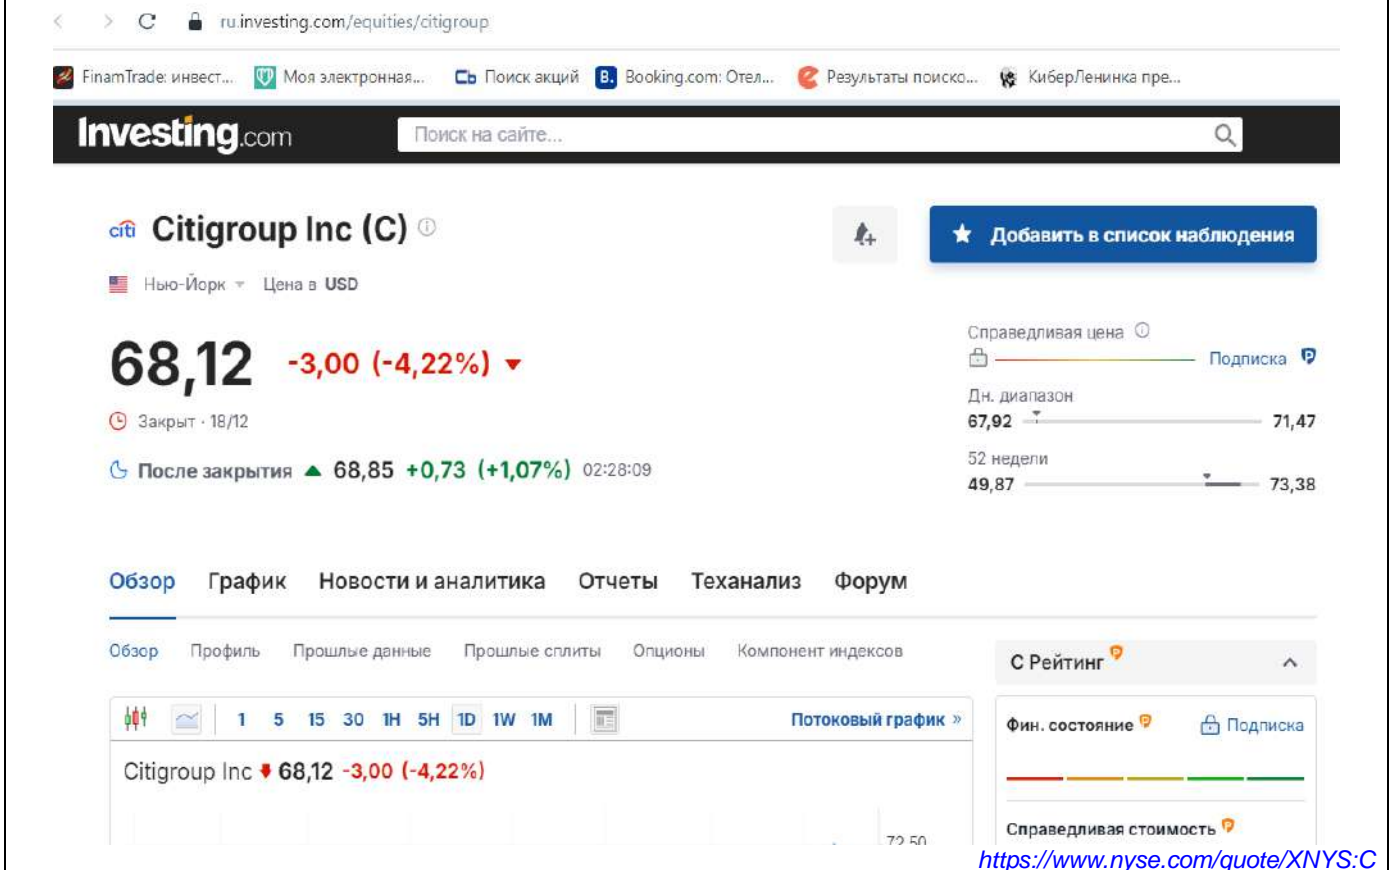 ru.investing.com/equities/citigroup
FinamTrade: инвест... Моя электронная... Сь Поиск акций B. Booking.com: Отел... Результаты поиско... КиберЛенинка пре...
Investing.com Поиск на сайте...
citi Citigroup Inc (C)
Добавить в список наблюдения
Нью-Йорк Цена в USD
68,12 -3,00 (-4,22%)
Закрыт · 18/12
После закрытия 68,85 +0,73 (+1,07%) 02:28:09
Справедливая цена
Подписка
Дн. диапазон
67,92 71,47
52 недели
49,87 73,38
Обзор График Новости и аналитика Отчеты Теханализ Форум
Обзор Профиль Прошлые данные Прошлые сплиты Опционы Компонент индексов
1 5 15 30 1H 5H 1D 1W 1M Потоковый график »
Citigroup Inc 68,12 -3,00 (-4,22%)
72,50
C Рейтинг
Фин. состояние Подписка
Справедливая стоимость
https://www.nyse.com/quote/XNYS:C